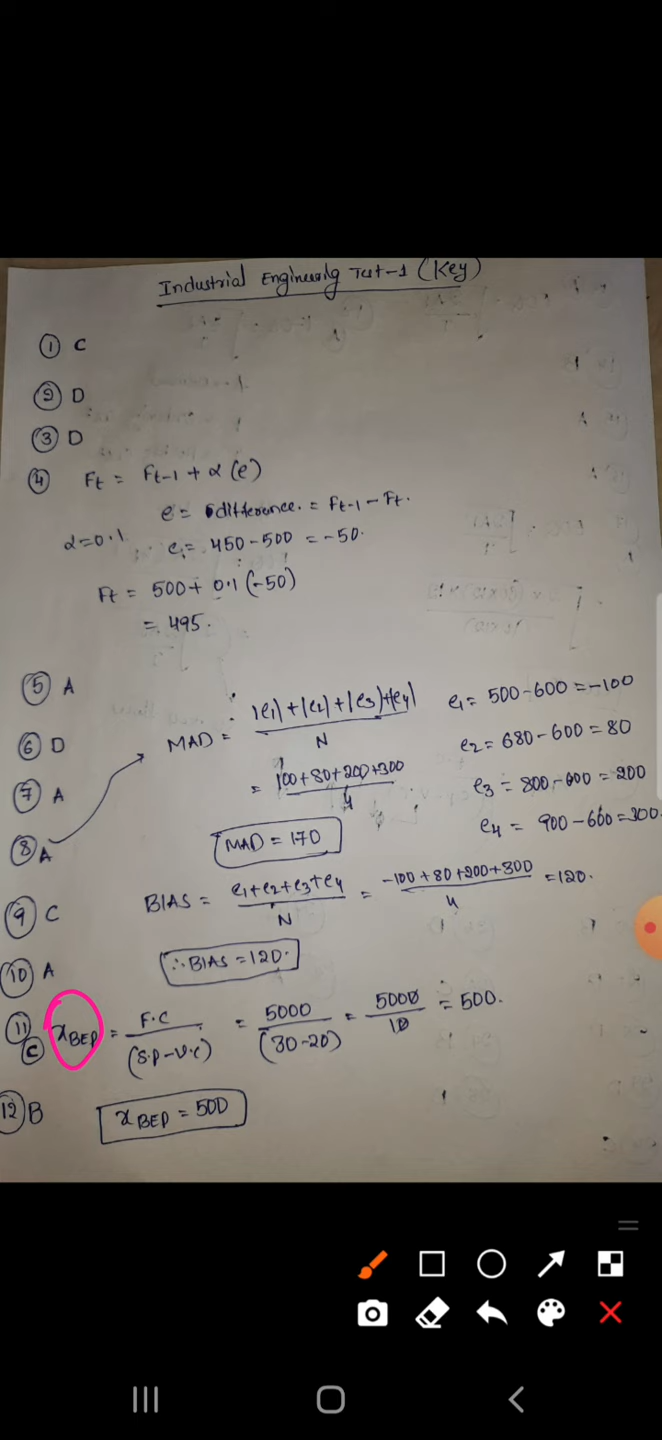 Industrial Engineering Test-1 (Key)
① C
② D
③ D
④ Ft = Ft-1 + α (e)
e = difference. = Ft-1 - Ft.
α=0.1 ∴ e1 = 450-500 = -50.
Ft = 500 + 0.1 (-50)
= 495.
⑤ A
MAD = |e1|+|e2|+|e3|+|e4| / N
e1 = 500-600 = -100
⑥ D
= 100+80+200+300 / 4
e2 = 680-600 = 80
⑦ A
e3 = 800-600 = 200
⑧ A
MAD = 170
e4 = 900-600 = 300.
⑨ C
BIAS = e1+e2+e3+e4 / N = -100+80+200+300 / 4 = 120.
⑩ A
∴ BIAS = 120.
⑪ C xBEP = F.C / (S.P-V.C) = 5000 / (30-20) = 5000 / 10 = 500.
⑫ B
xBEP = 500